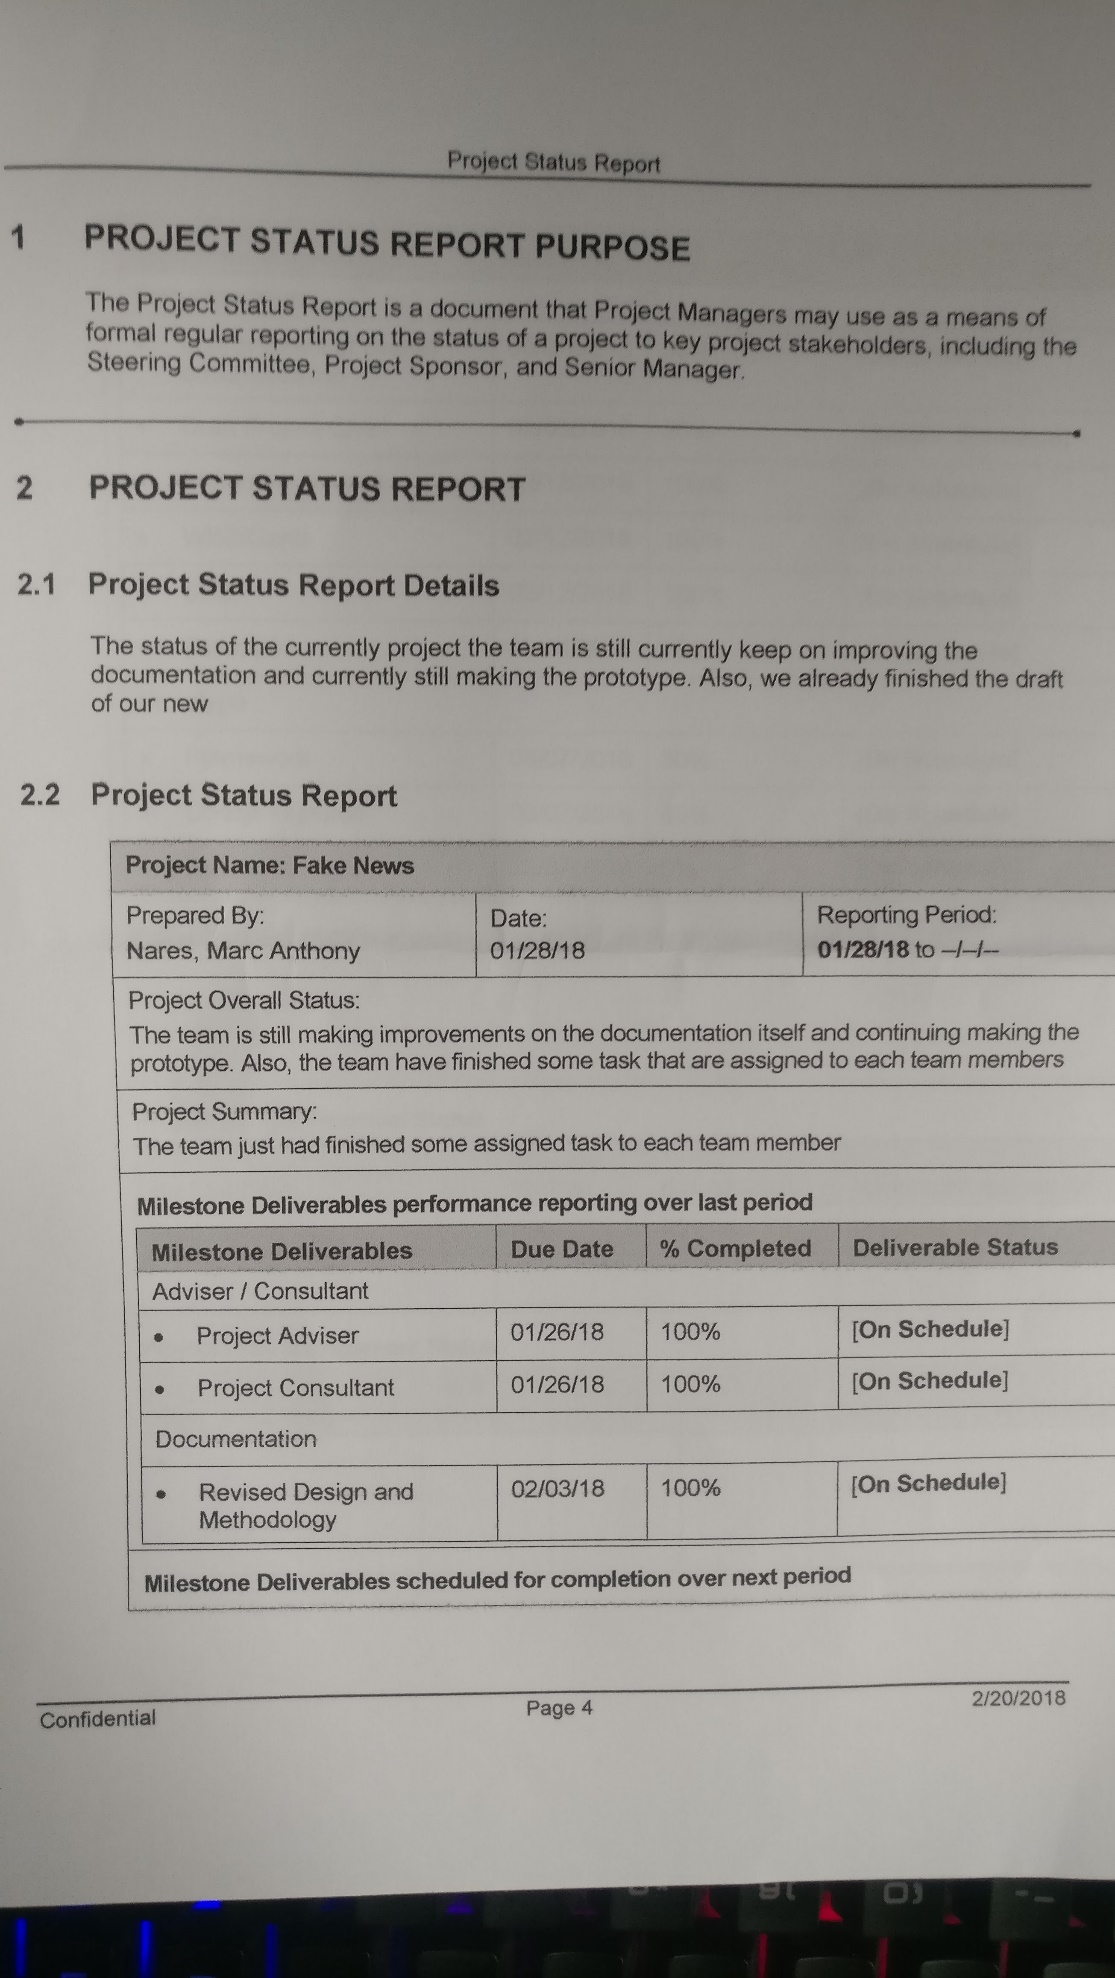 Project Status Report
1 PROJECT STATUS REPORT PURPOSE
The Project Status Report is a document that Project Managers may use as a means of
formal regular reporting on the status of a project to key project stakeholders, including the
Steering Committee, Project Sponsor, and Senior Manager.
2 PROJECT STATUS REPORT
2.1 Project Status Report Details
The status of the currently project the team is still currently keep on improving the
documentation and currently still making the prototype. Also, we already finished the draft
of our new
2.2 Project Status Report
Project Name: Fake News
Prepared By: Date: Reporting Period:
Nares, Marc Anthony 01/28/18 01/28/18 to --/--/--
Project Overall Status:
The team is still making improvements on the documentation itself and continuing making the
prototype. Also, the team have finished some task that are assigned to each team members
Project Summary:
The team just had finished some assigned task to each team member
Milestone Deliverables performance reporting over last period
Milestone Deliverables Due Date % Completed Deliverable Status
Adviser / Consultant
• Project Adviser 01/26/18 100% [On Schedule]
• Project Consultant 01/26/18 100% [On Schedule]
Documentation
• Revised Design and 02/03/18 100% [On Schedule]
Methodology
Milestone Deliverables scheduled for completion over next period
Confidential Page 4 2/20/2018